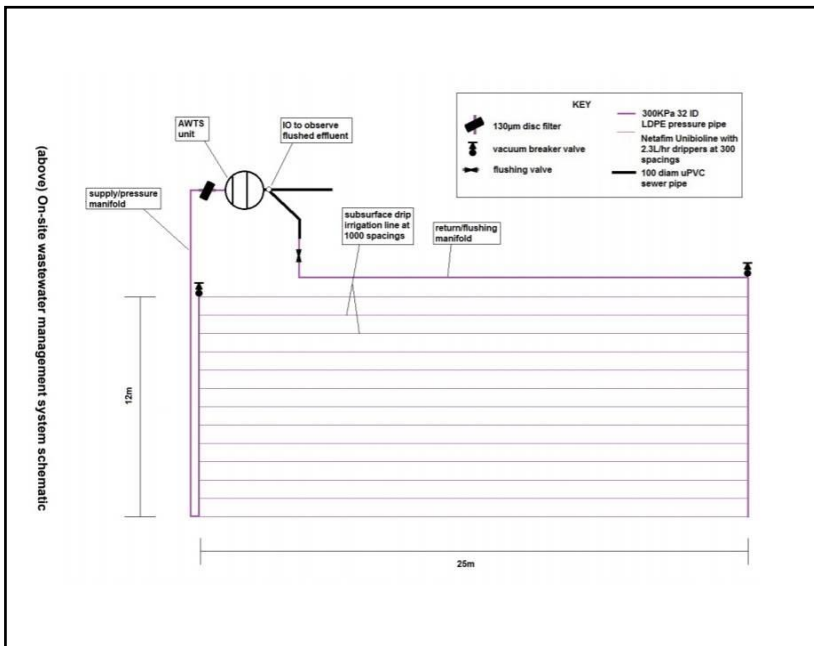 AWTS
unit
IO to observe
flushed effluent
supply/pressure
manifold
subsurface drip
irrigation line at
1000 spacings
return/flushing
manifold
KEY
130µm disc filter
vacuum breaker valve
flushing valve
300KPa 32 ID
LDPE pressure pipe
Netafim Unibioline with
2.3L/hr drippers at 300
spacings
100 diam uPVC
sewer pipe
12m
25m
(above) On-site wastewater management system schematic